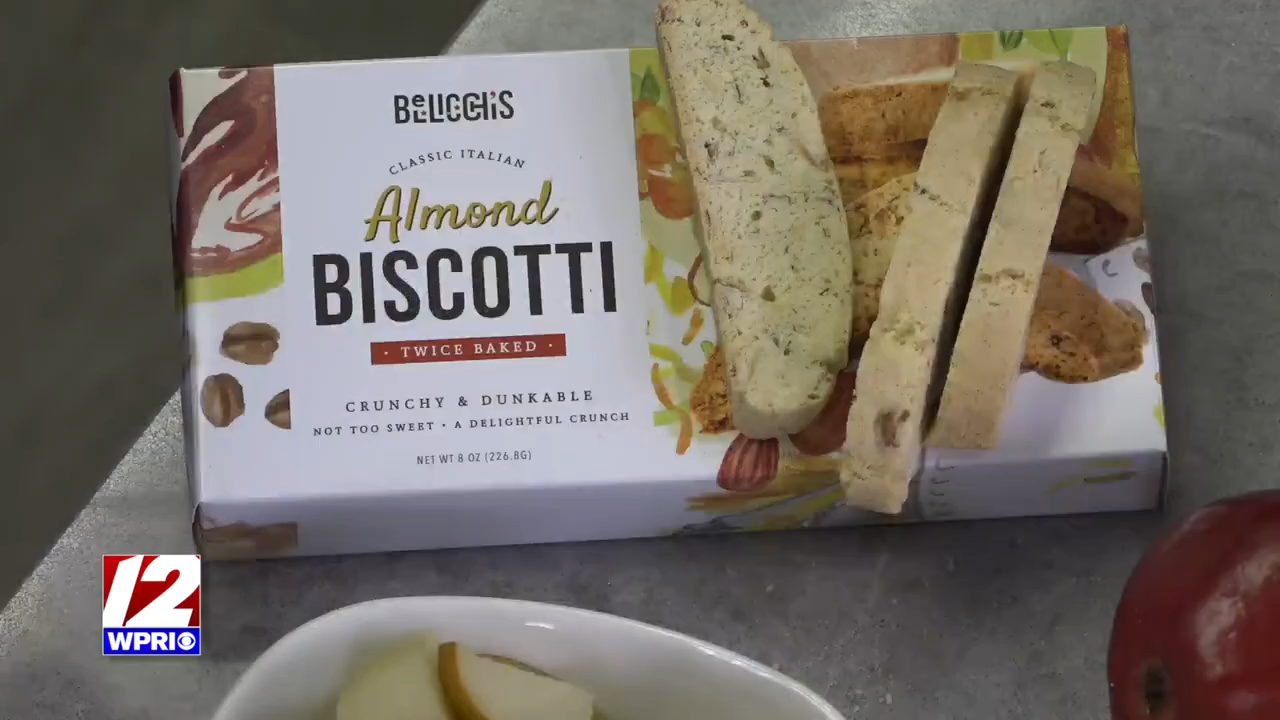 BeLLCCHi'S
CLASSIC ITALIAN
Almond
BISCOTTI
· TWICE BAKED ·
CRUNCHY & DUNKABLE
NOT TOO SWEET · A DELIGHTFUL CRUNCH
NET WT 8 OZ (226.8G)
12
WPRI